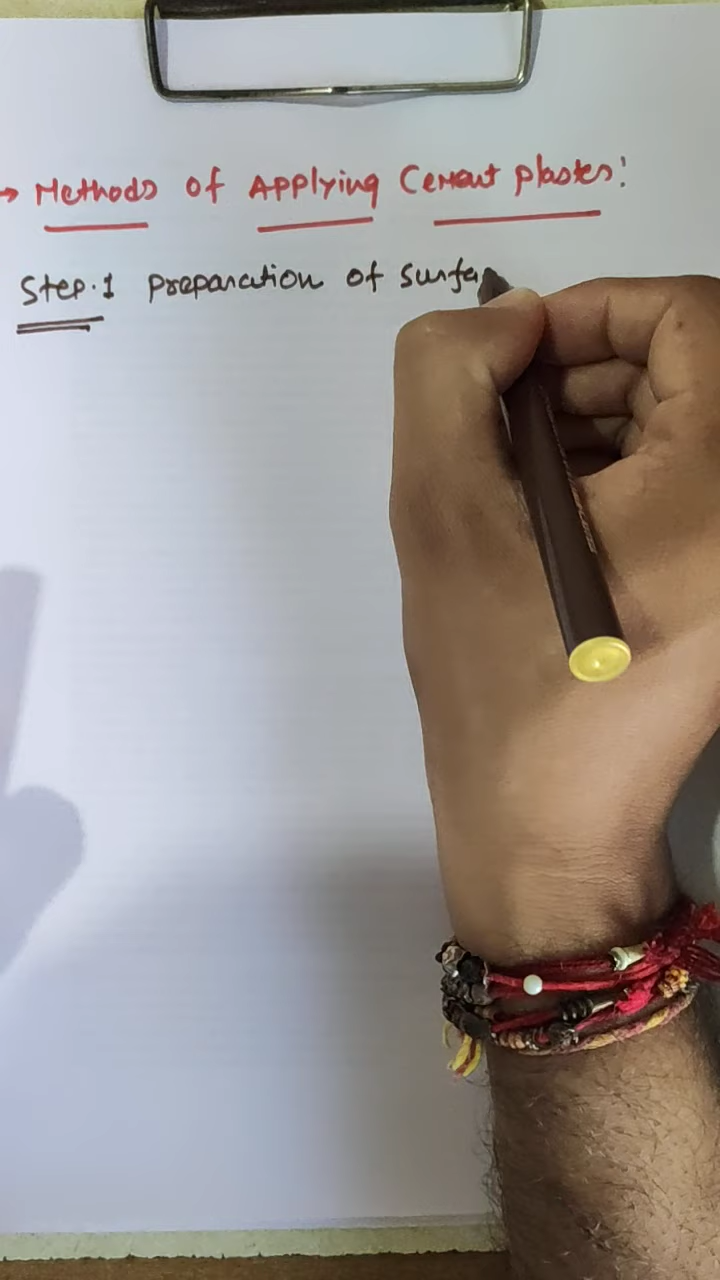 → Methods of Applying Cement plaster:
Step.1 preparation of Surfa